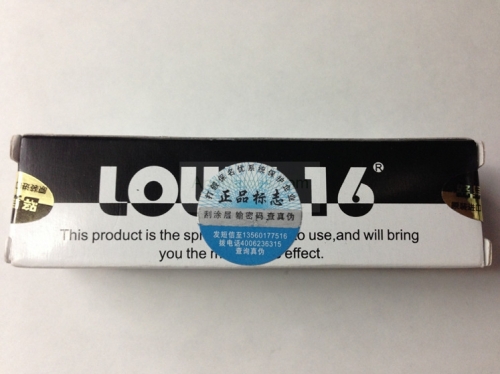 LOU 16®
正品标志
刮涂层 输密码 查真伪
This product is the spr to use,and will bring
发短信至13560177516
拨电话4006236315
查询真伪
you the m effect.